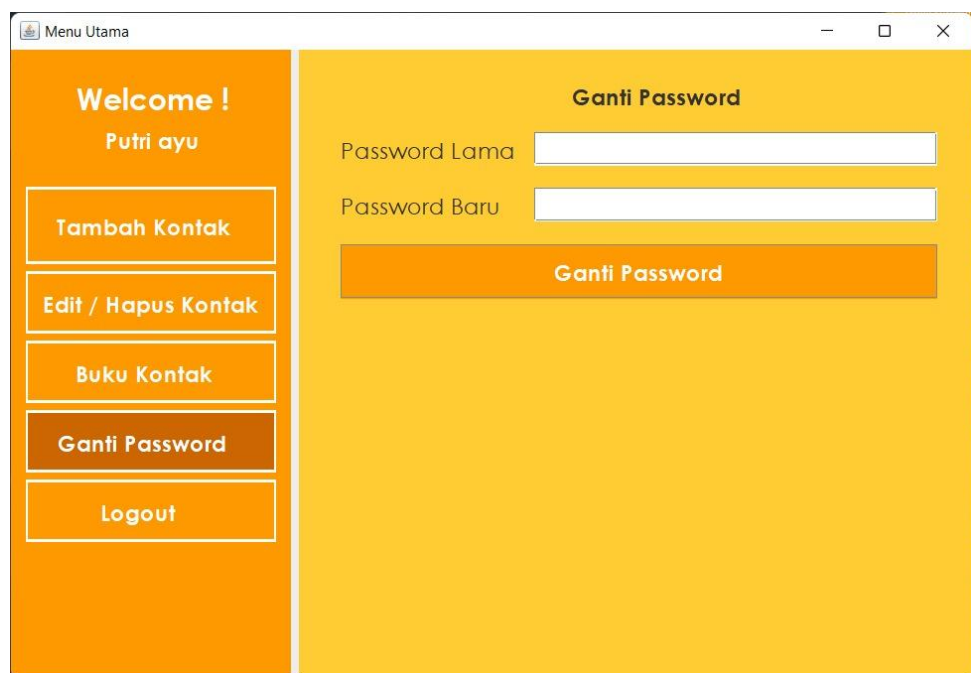 Menu Utama
Welcome !
Putri ayu
Tambah Kontak
Edit / Hapus Kontak
Buku Kontak
Ganti Password
Logout
Ganti Password
Password Lama
Password Baru
Ganti Password